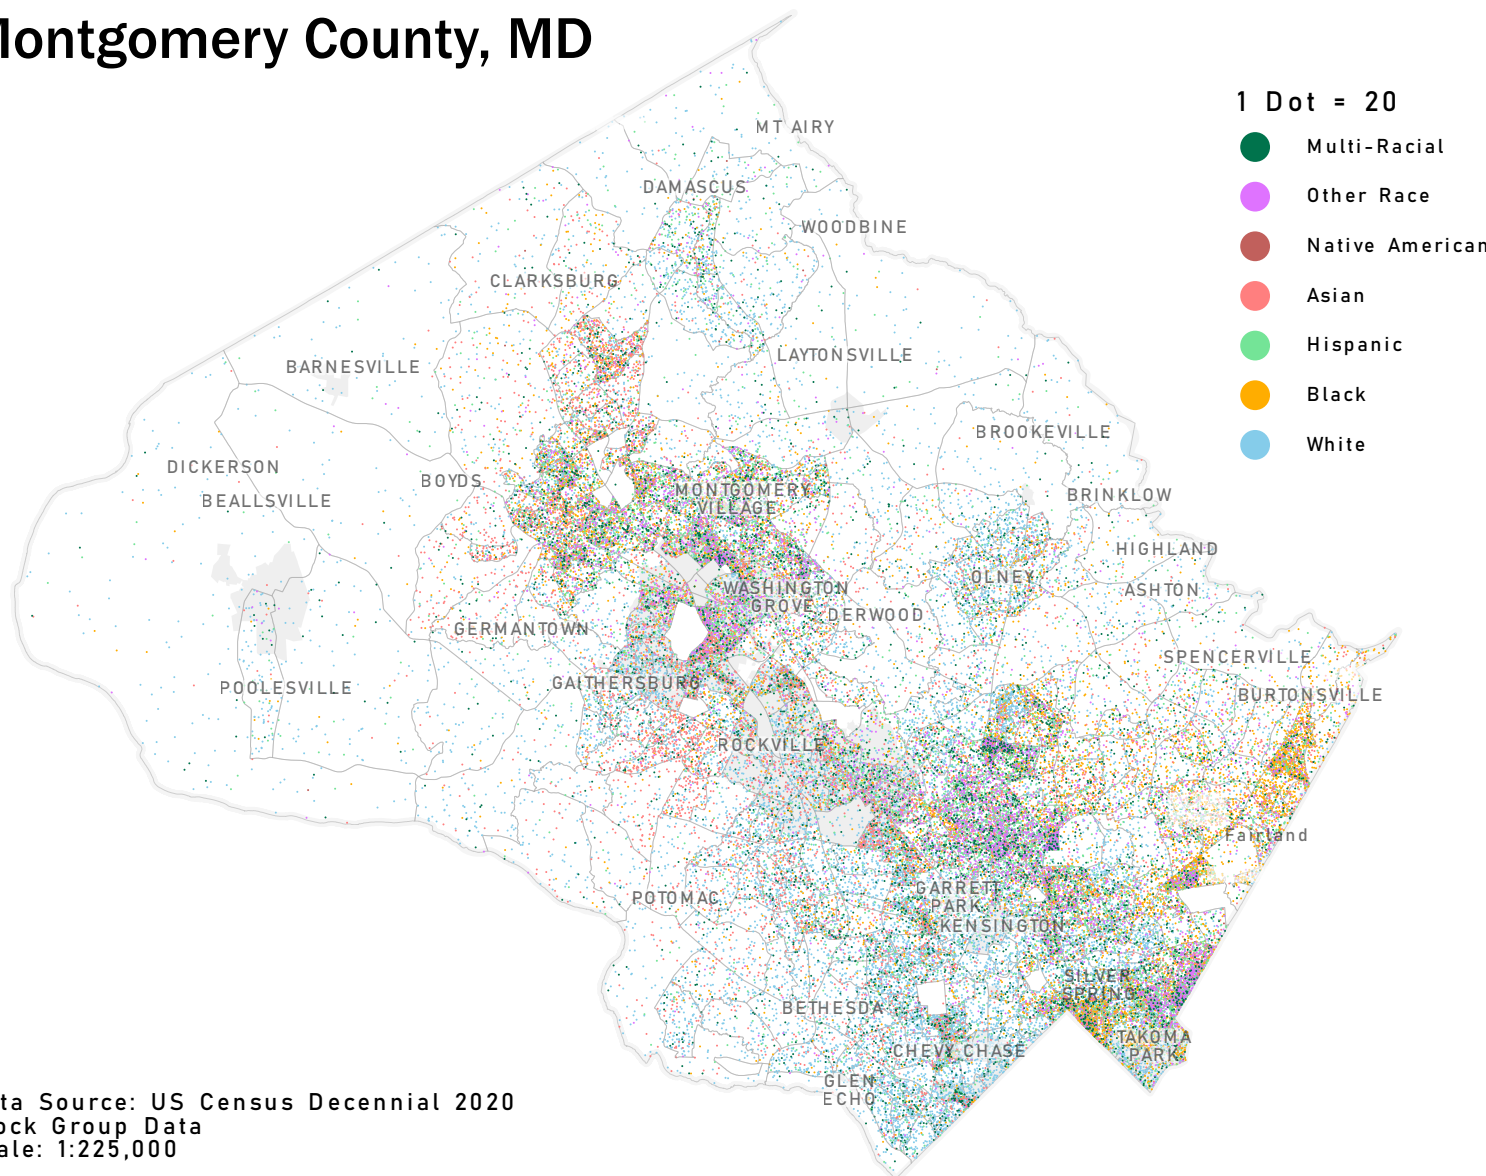 Montgomery County, MD
1 Dot = 20
Multi-Racial
Other Race
Native American
Asian
Hispanic
Black
White
MT AIRY
DAMASCUS
WOODBINE
CLARKSBURG
LAYTONSVILLE
BARNESVILLE
BROOKEVILLE
DICKERSON
BOYDS
MONTGOMERY
VILLAGE
BEALLSVILLE
BRINKLOW
HIGHLAND
OLNEY
ASHTON
WASHINGTON
GROVE
DERWOOD
GERMANTOWN
SPENCERVILLE
GAITHERSBURG
POOLESVILLE
BURTONSVILLE
ROCKVILLE
Fairland
GARRETT
PARK
POTOMAC
KENSINGTON
SILVER
SPRING
BETHESDA
TAKOMA
PARK
CHEVY CHASE
GLEN
ECHO
ta Source: US Census Decennial 2020
ock Group Data
ale: 1:225,000